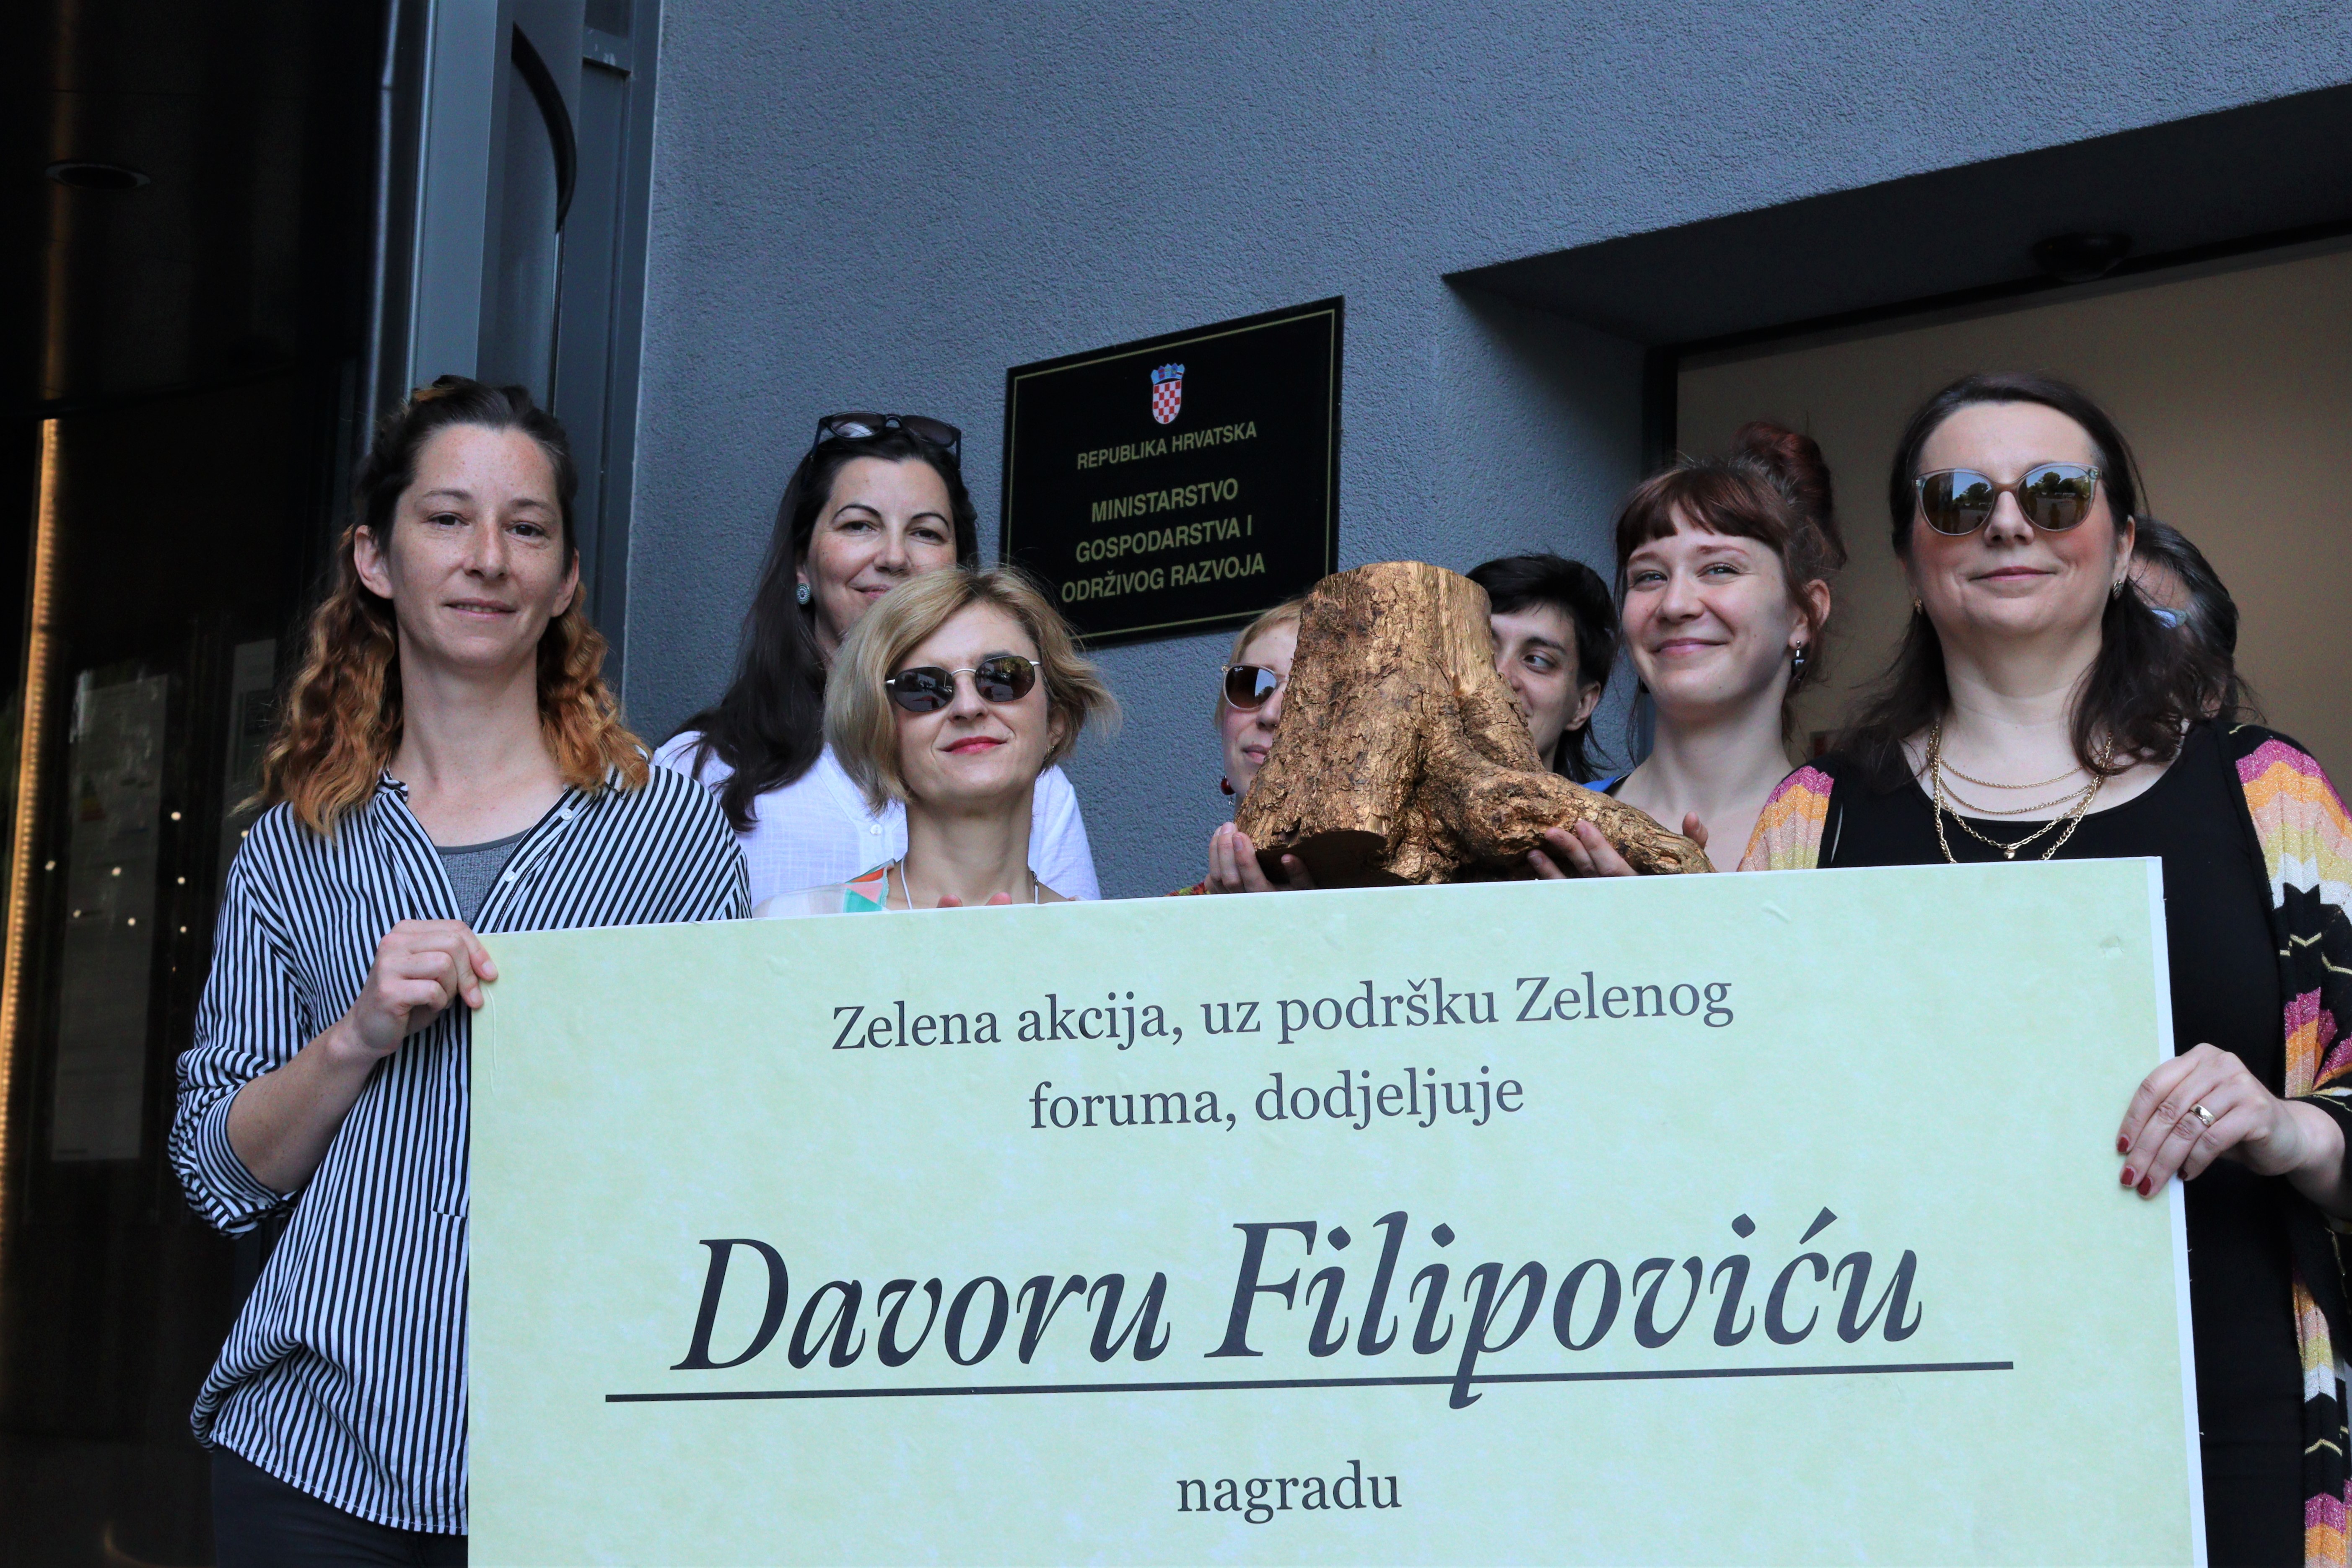 REPUBLIKA HRVATSKA
MINISTARSTVO
GOSPODARSTVA I
ODRŽIVOG RAZVOJA
Zelena akcija, uz podršku Zelenog
foruma, dodjeljuje
Davoru Filipoviću
nagradu